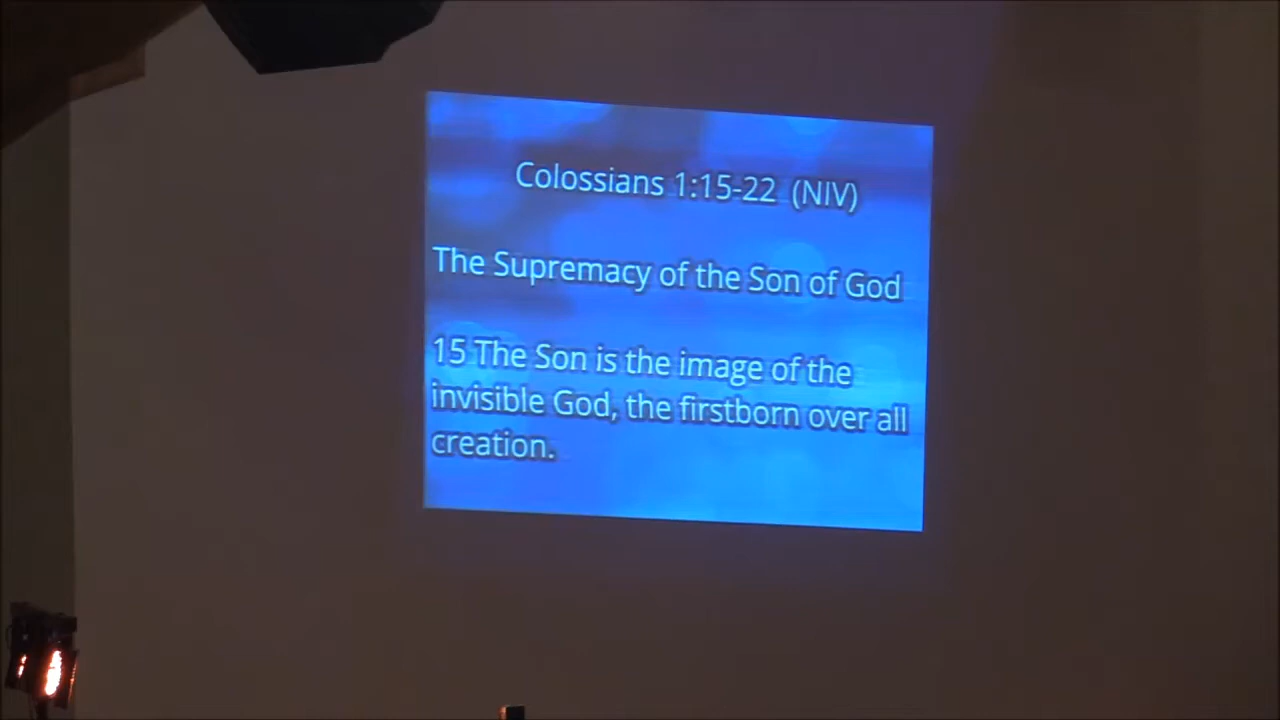 Colossians 1:15-22 (NIV)
The Supremacy of the Son of God
15 The Son is the image of the
invisible God, the firstborn over all
creation.